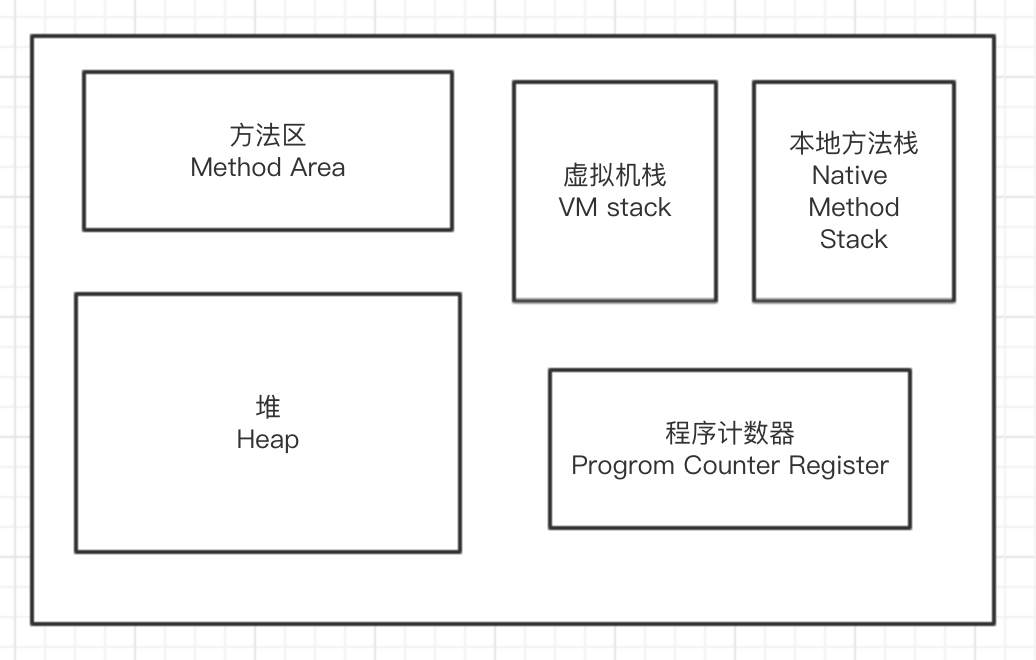 方法区
Method Area
虚拟机栈
VM stack
本地方法栈
Native
Method
Stack
堆
Heap
程序计数器
Progrom Counter Register